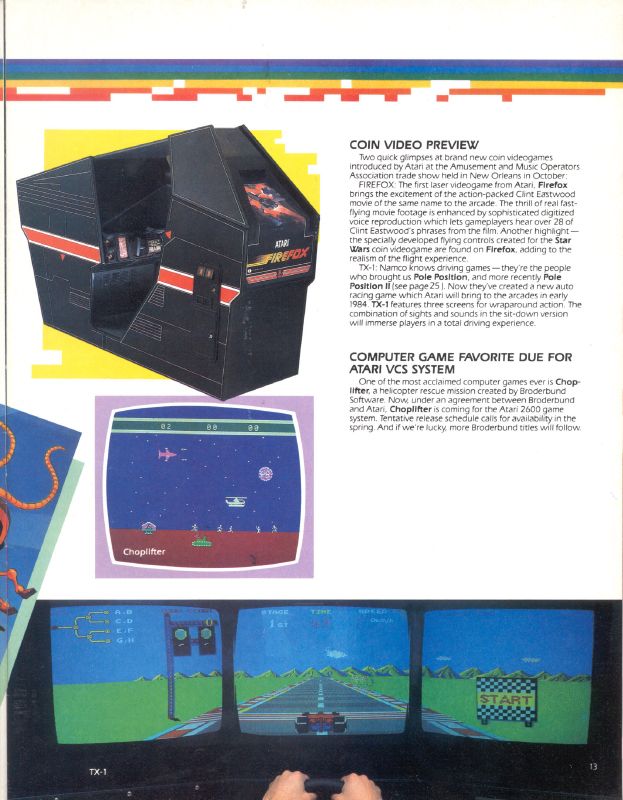 COIN VIDEO PREVIEW
Two quick glimpses at brand new coin videogames
introduced by Atari at the Amusement and Music Operators
Association trade show held in New Orleans in October:
FIREFOX: The first laser videogame from Atari, Firefox
brings the excitement of the action-packed Clint Eastwood
movie of the same name to the arcade. The thrill of real fast-
flying movie footage is enhanced by sophisticated digitized
voice reproduction which lets gameplayers hear over 28 of
Clint Eastwood's phrases from the film. Another highlight —
the specially developed flying controls created for the Star
Wars coin videogame are found on Firefox, adding to the
realism of the flight experience.
TX-1: Namco knows driving games — they're the people
who brought us Pole Position, and more recently Pole
Position II (see page 25). Now they've created a new auto
racing game which Atari will bring to the arcades in early
1984. TX-1 features three screens for wraparound action. The
combination of sights and sounds in the sit-down version
will immerse players in a total driving experience.
COMPUTER GAME FAVORITE DUE FOR
ATARI VCS SYSTEM
One of the most acclaimed computer games ever is Chop-
lifter, a helicopter rescue mission created by Broderbund
Software. Now, under an agreement between Broderbund
and Atari, Choplifter is coming for the Atari 2600 game
system. Tentative release schedule calls for availability in the
spring. And if we're lucky, more Broderbund titles will follow.
ATARI
FIREFOX
02 00 00
Choplifter
A.B
C.D
E.F
G.H
STAGE TIME SPEED
1st
START
TX-1
13